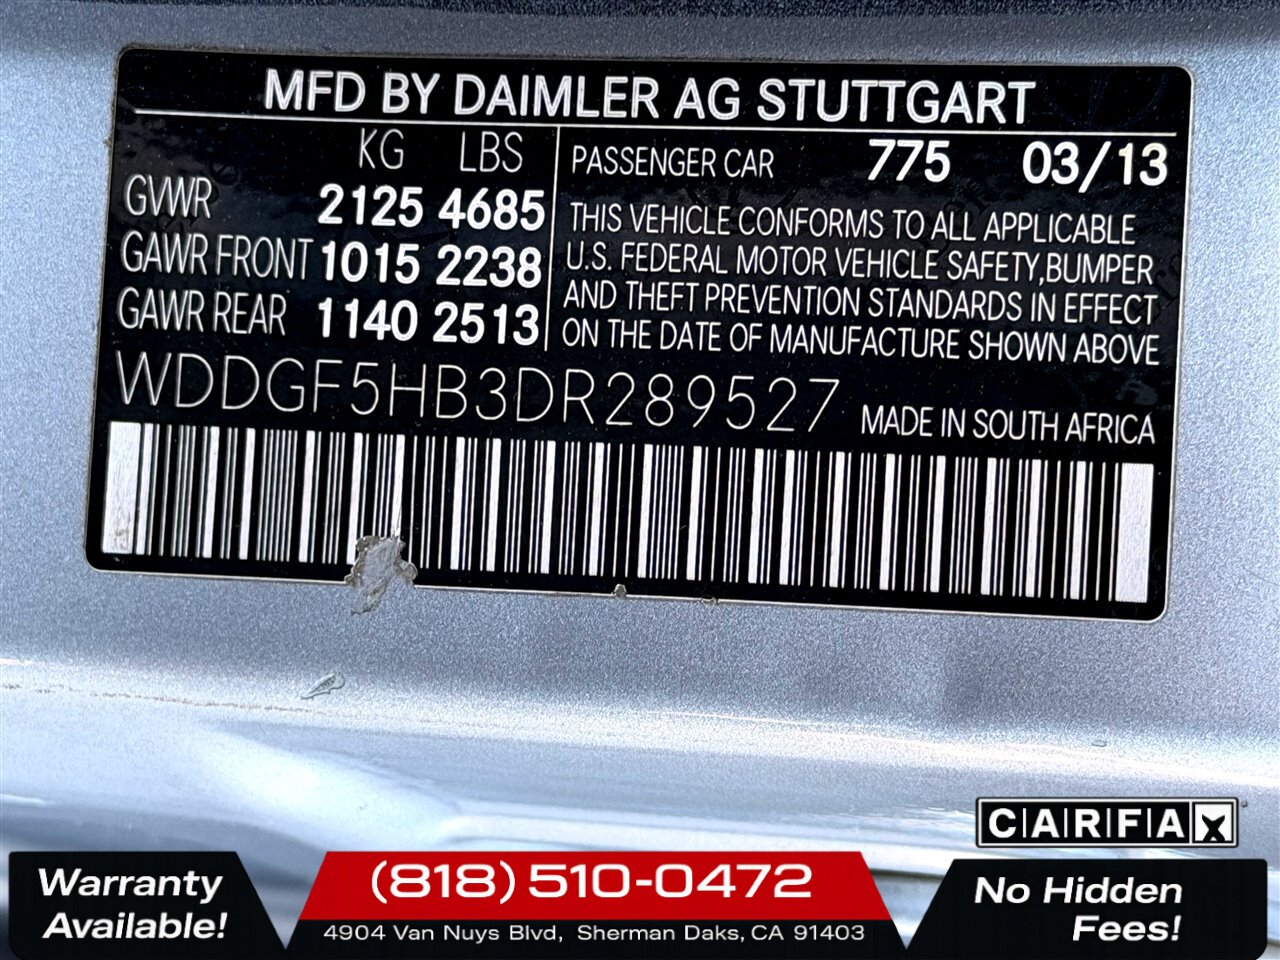 MFD BY DAIMLER AG STUTTGART
KG LBS
GVWR 2125 4685
GAWR FRONT 1015 2238
GAWR REAR 1140 2513
PASSENGER CAR 775 03/13
THIS VEHICLE CONFORMS TO ALL APPLICABLE
U.S. FEDERAL MOTOR VEHICLE SAFETY,BUMPER
AND THEFT PREVENTION STANDARDS IN EFFECT
ON THE DATE OF MANUFACTURE SHOWN ABOVE
WDDGF5HB3DR289527 MADE IN SOUTH AFRICA
CARFAX
Warranty
Available!
(818) 510-0472
4904 Van Nuys Blvd, Sherman Oaks, CA 91403
No Hidden
Fees!